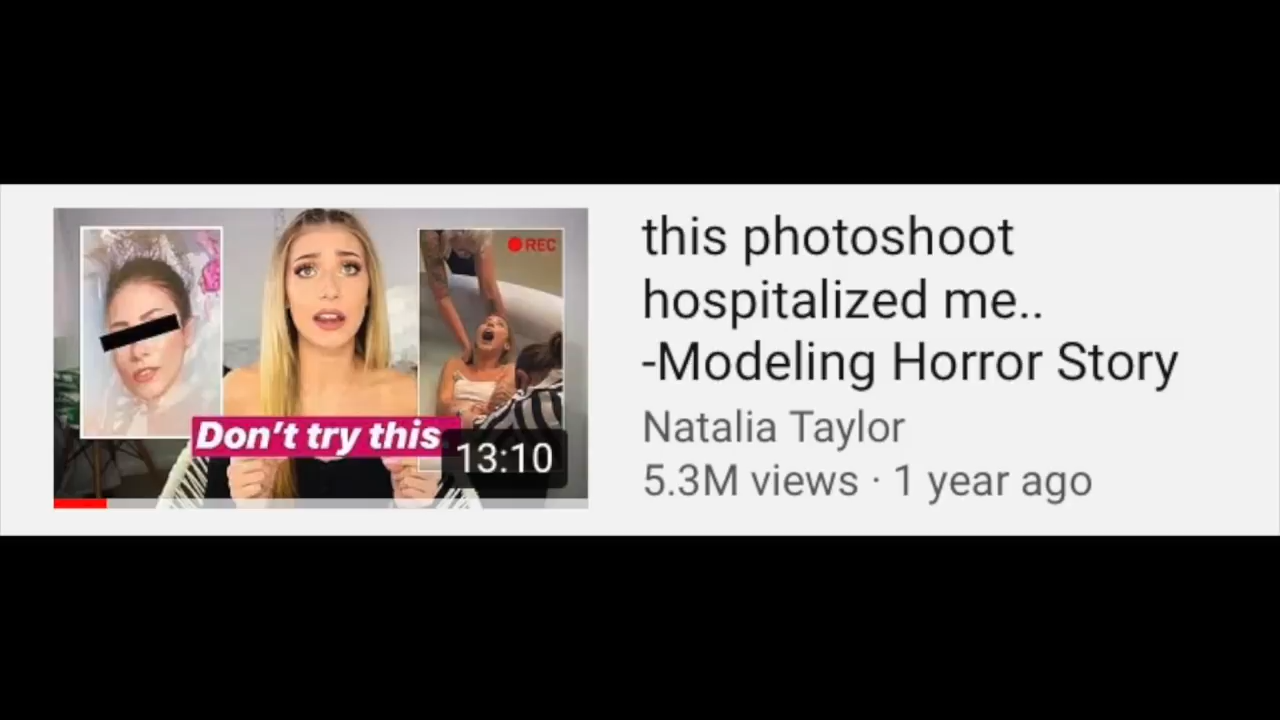 REC
Don't try this
13:10
this photoshoot
hospitalized me..
-Modeling Horror Story
Natalia Taylor
5.3M views · 1 year ago